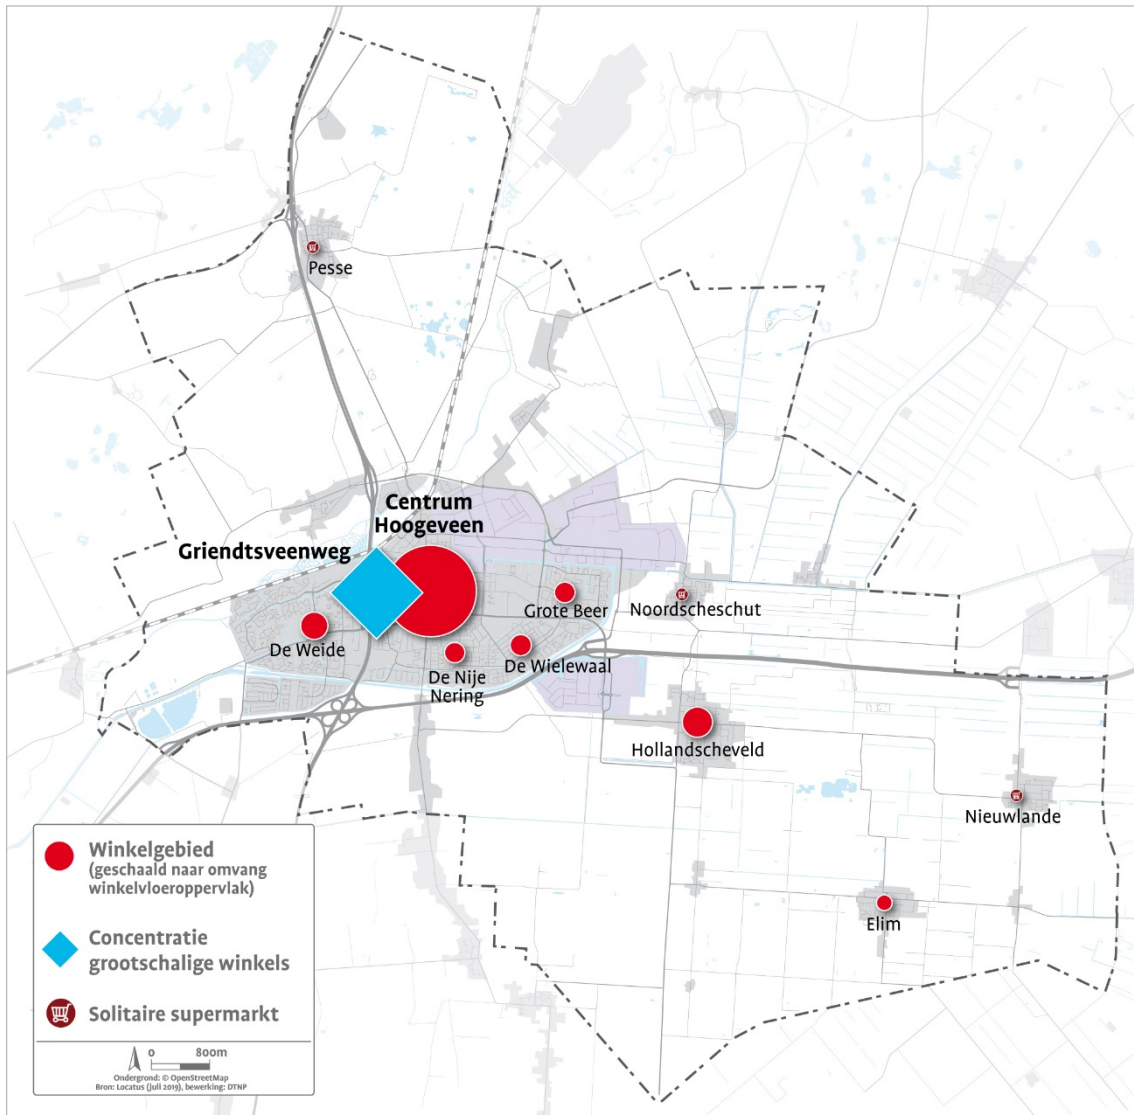 Pesse
Centrum
Hoogeveen
Griendtsveenweg
Grote Beer
Noordscheschut
De Weide
De Wielewaal
De Nije
Nering
Hollandscheveld
Nieuwlande
Elim
Winkelgebied
(geschaald naar omvang
winkelvloeroppervlak)
Concentratie
grootschalige winkels
Solitaire supermarkt
0 800m
Ondergrond: © OpenStreetMap
Bron: Locatus (juli 2019), bewerking: DTNP